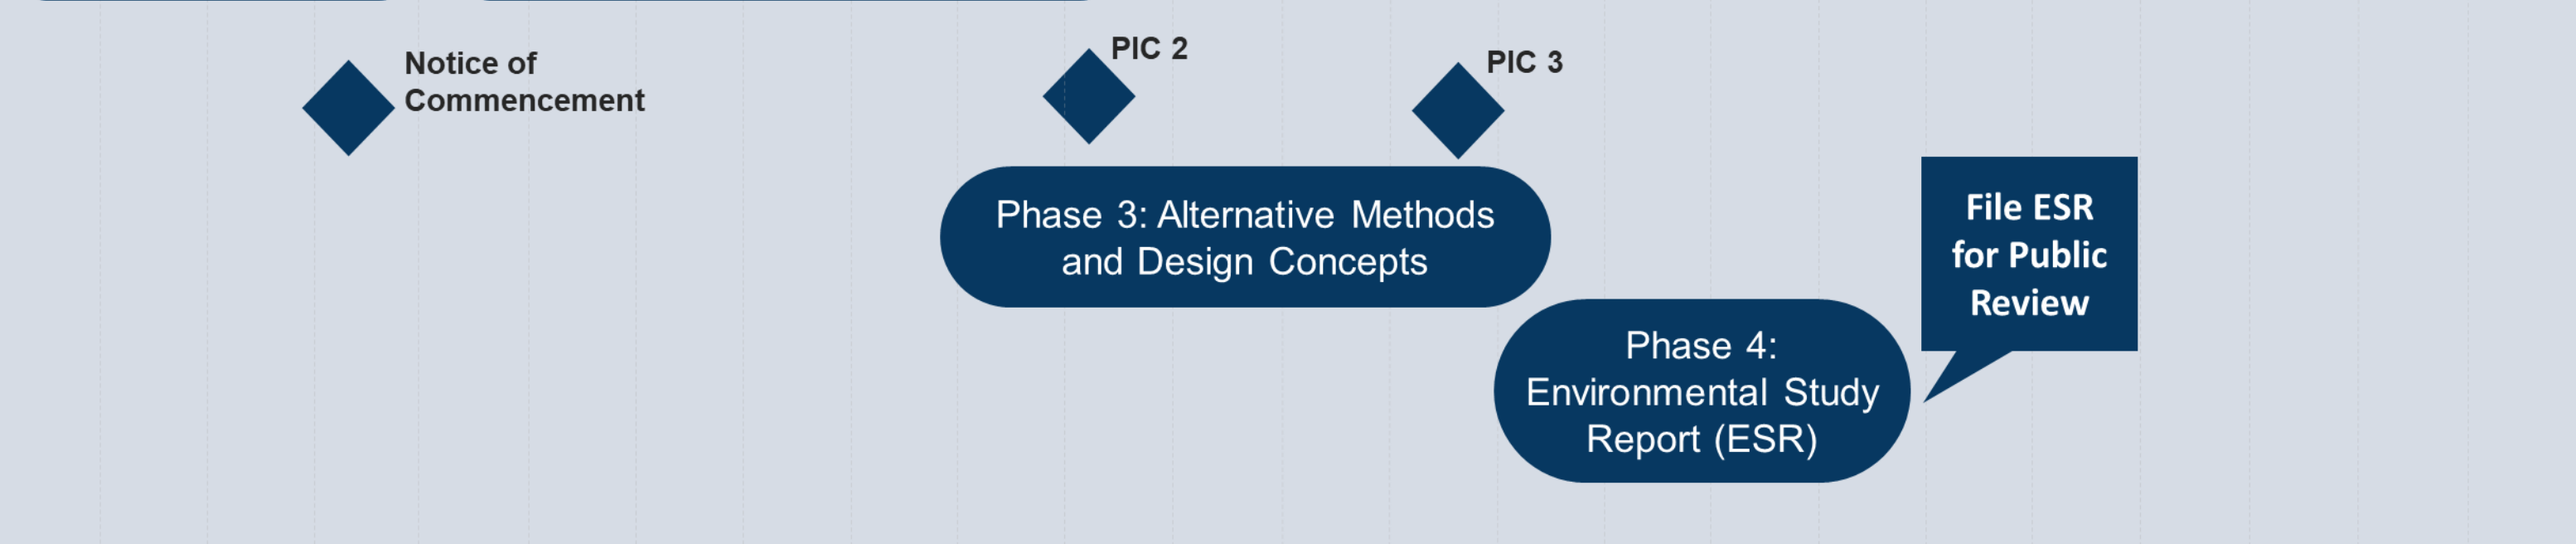 Notice of
Commencement
PIC 2
PIC 3
Phase 3: Alternative Methods
and Design Concepts
File ESR
for Public
Review
Phase 4:
Environmental Study
Report (ESR)